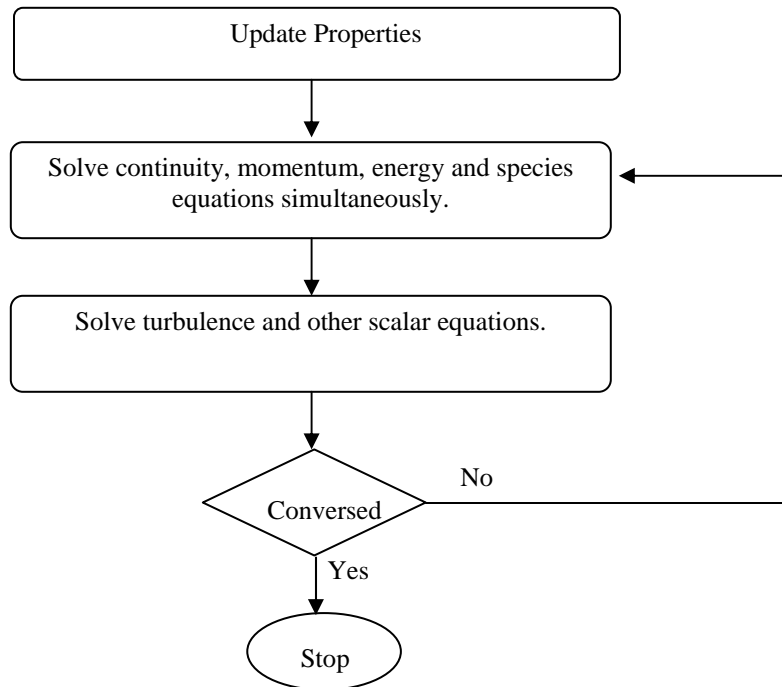 Update Properties
Solve continuity, momentum, energy and species
equations simultaneously.
Solve turbulence and other scalar equations.
No
Conversed
Yes
Stop